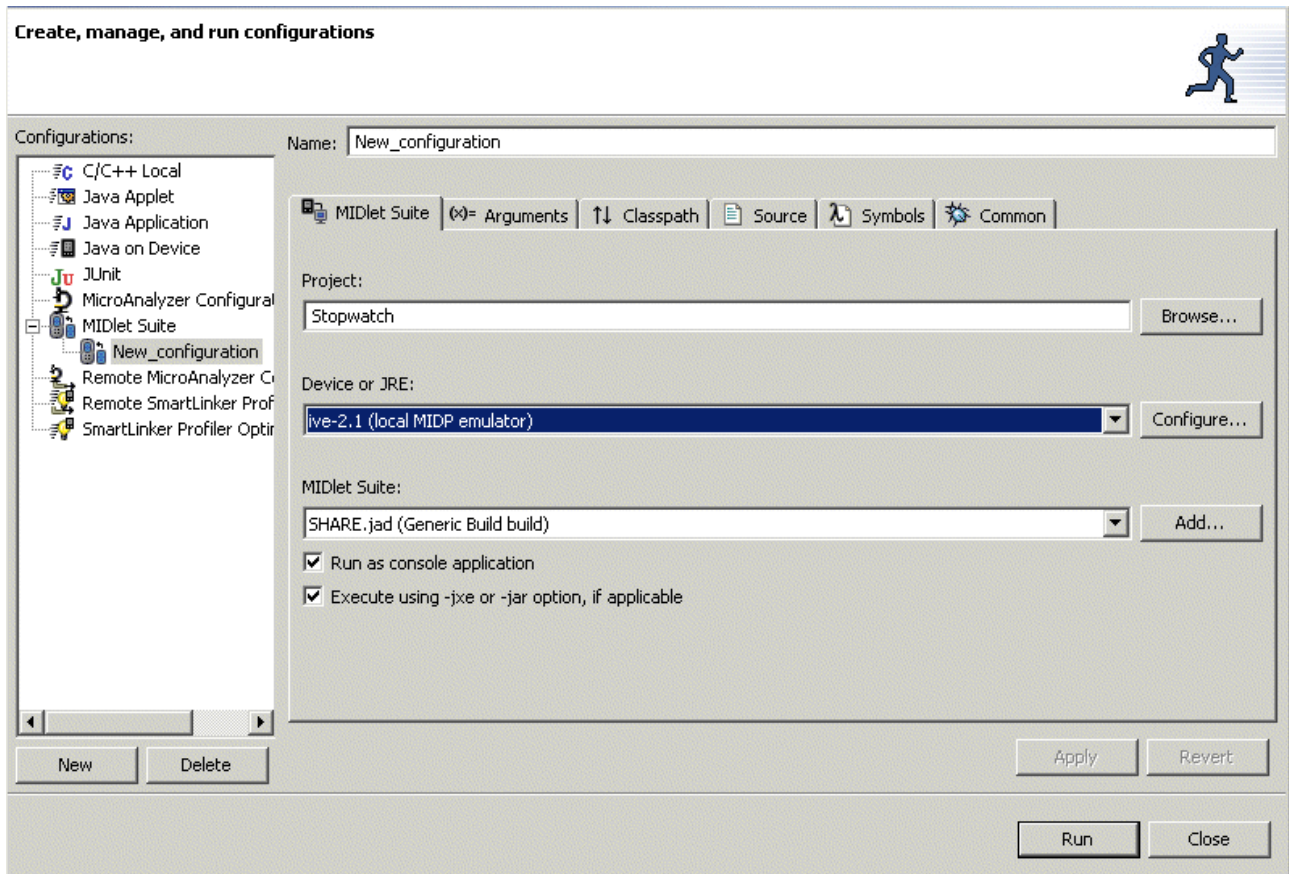 Create, manage, and run configurations
Configurations:
C/C++ Local
Java Applet
Java Application
Java on Device
JUnit
MicroAnalyzer Configurat
MIDlet Suite
New_configuration
Remote MicroAnalyzer C
Remote SmartLinker Prof
SmartLinker Profiler Optir
New Delete
Name: New_configuration
MIDlet Suite (x)= Arguments Classpath Source Symbols Common
Project:
Stopwatch Browse...
Device or JRE:
ive-2.1 (local MIDP emulator) Configure...
MIDlet Suite:
SHARE.jad (Generic Build build) Add...
Run as console application
Execute using -jxe or -jar option, if applicable
Apply Revert
Run Close